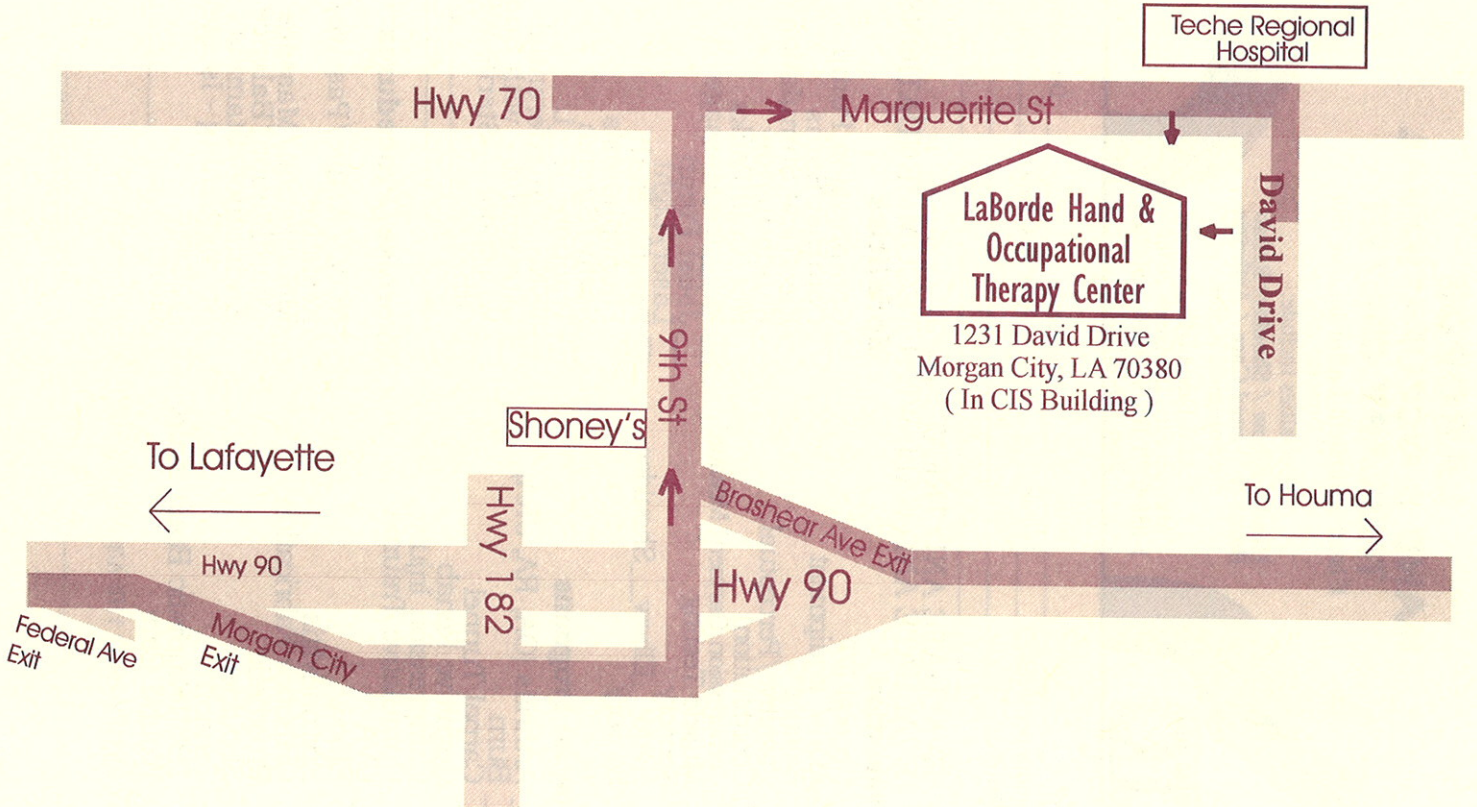 Teche Regional
Hospital
Hwy 70
Marguerite St
LaBorde Hand &
Occupational
Therapy Center
David Drive
1231 David Drive
Morgan City, LA 70380
( In CIS Building )
9th St
Shoney's
To Lafayette
Hwy 182
Brashear Ave Exit
To Houma
Hwy 90
Hwy 90
Federal Ave
Exit
Morgan City
Exit